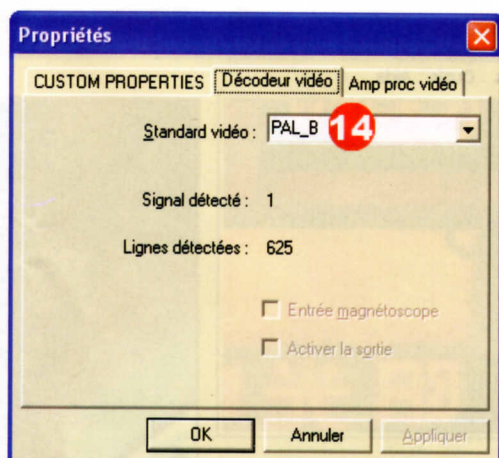 Propriétés
CUSTOM PROPERTIES Décodeur vidéo Amp proc vidéo
Standard vidéo : PAL_B 14
Signal détecté : 1
Lignes détectées : 625
Entrée magnétoscope
Activer la sortie
OK Annuler Appliquer